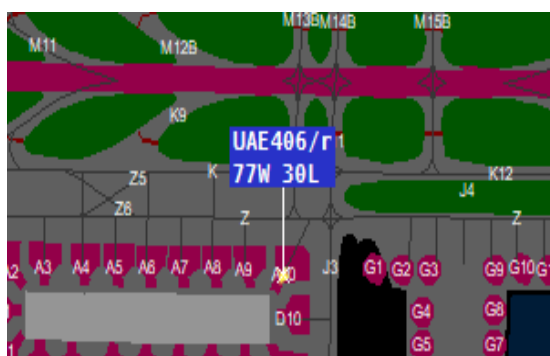 M13B M14B M15B
M11 M12B
K9
UAE406/r 1
77W 30L
Z5 K K12
J4
Z6 Z Z
A2 A3 A4 A5 A6 A7 A8 A9 J3 G1 G2 G3 G9 G10
D10 G4 G8
G5 G7